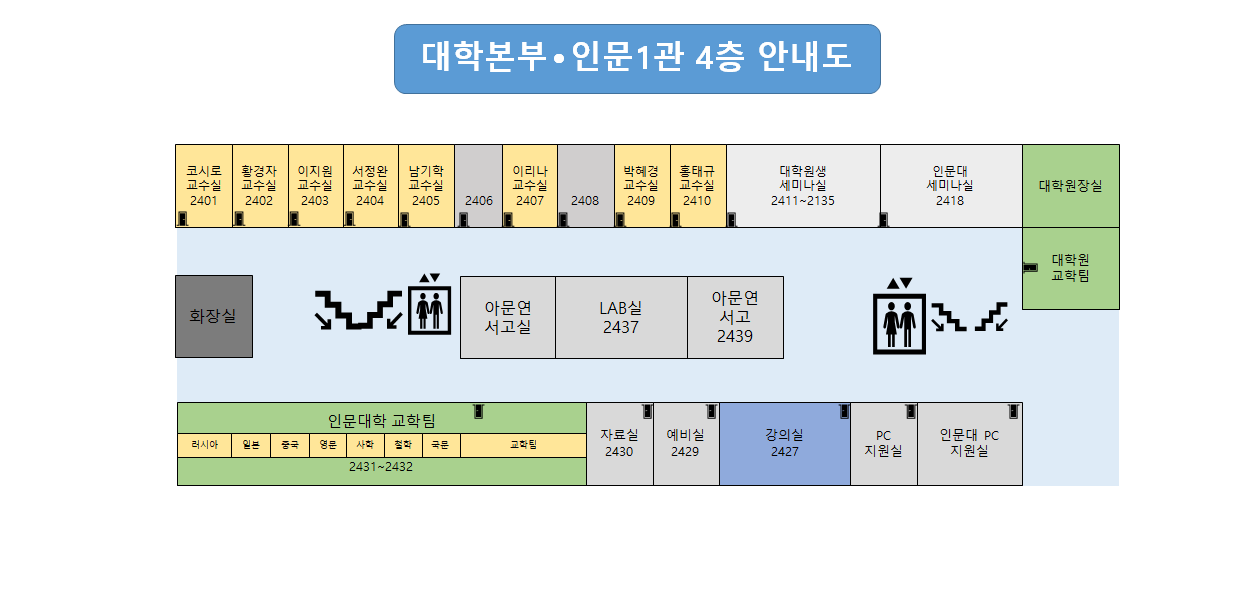 대학본부•인문1관 4층 안내도
코시로
교수실
2401
황경자
교수실
2402
이지원
교수실
2403
서정완
교수실
2404
남기학
교수실
2405
2406
이리나
교수실
2407
2408
박혜경
교수실
2409
홍태규
교수실
2410
대학원생
세미나실
2411~2135
인문대
세미나실
2418
대학원장실
대학원
교학팀
화장실
아문연
서고실
LAB실
2437
아문연
서고
2439
인문대학 교학팀
러시아
일본
중국
영문
사학
철학
국문
교학팀
2431~2432
자료실
2430
예비실
2429
강의실
2427
PC
지원실
인문대 PC
지원실